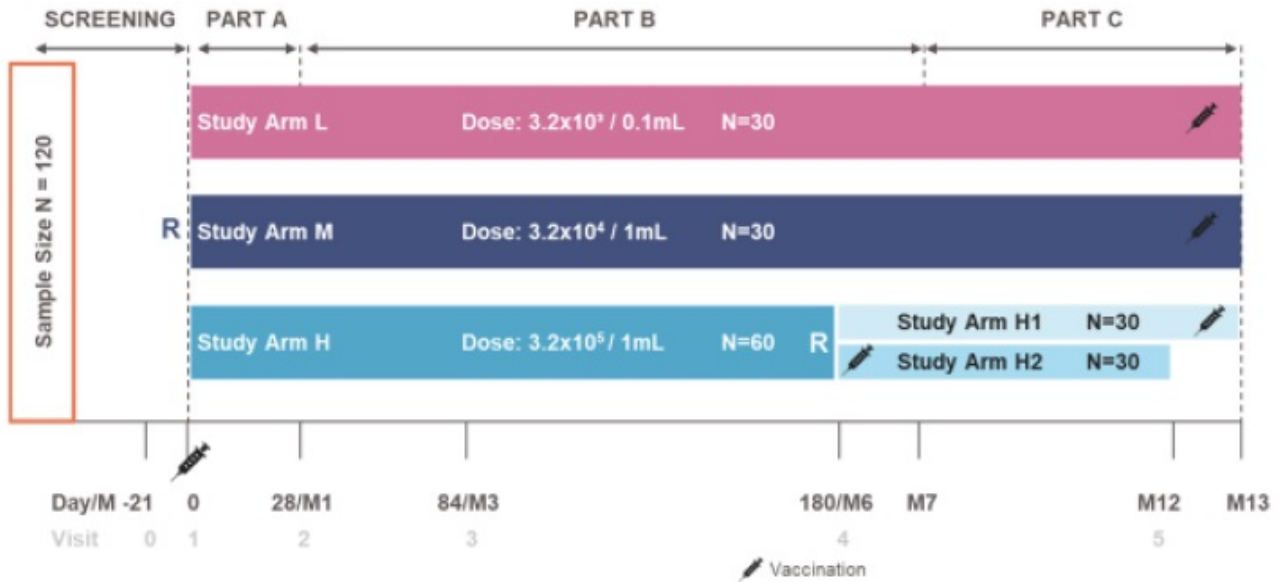 SCREENING PART A PART B PART C
Sample Size N = 120
Study Arm L Dose: 3.2x10³ / 0.1mL N=30
R Study Arm M Dose: 3.2x10⁴ / 1mL N=30
Study Arm H Dose: 3.2x10⁵ / 1mL N=60 R
Study Arm H1 N=30
Study Arm H2 N=30
Day/M -21 0 28/M1 84/M3 180/M6 M7 M12 M13
Visit 0 1 2 3 4 5
Vaccination